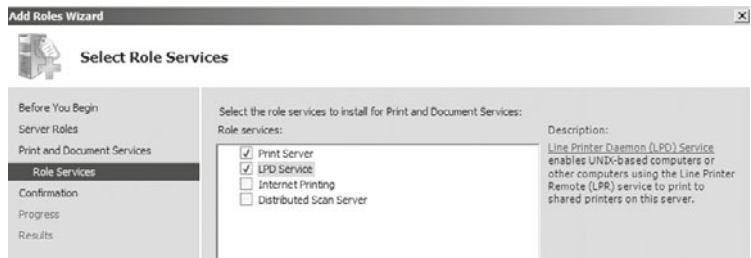 Add Roles Wizard
Select Role Services
Before You Begin
Server Roles
Print and Document Services
Role Services
Confirmation
Progress
Results
Select the role services to install for Print and Document Services:
Role services:
Print Server
LPD Service
Internet Printing
Distributed Scan Server
Description:
Line Printer Daemon (LPD) Service
enables UNIX-based computers or
other computers using the Line Printer
Remote (LPR) service to print to
shared printers on this server.